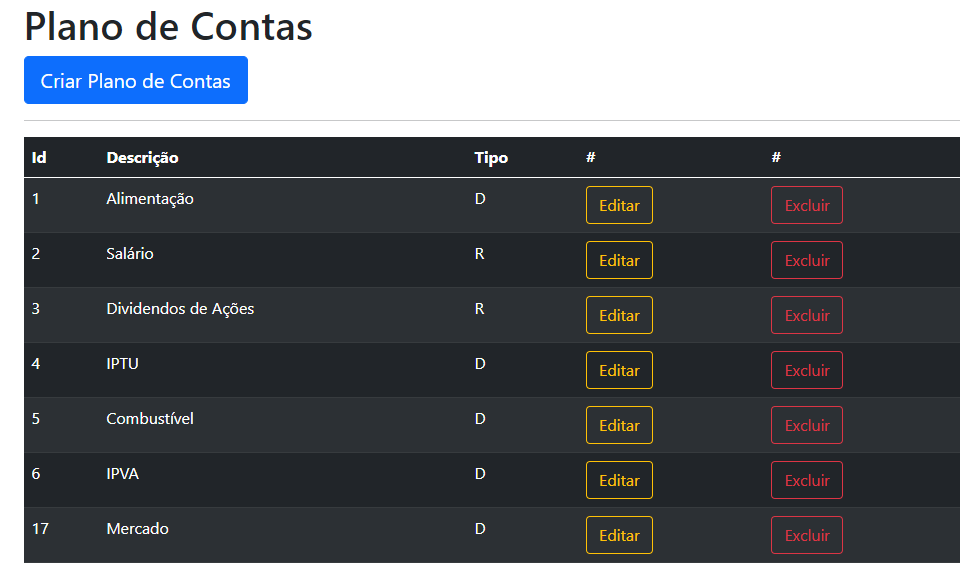 Plano de Contas
Criar Plano de Contas
Id Descrição Tipo # #
1 Alimentação D Editar Excluir
2 Salário R Editar Excluir
3 Dividendos de Ações R Editar Excluir
4 IPTU D Editar Excluir
5 Combustível D Editar Excluir
6 IPVA D Editar Excluir
17 Mercado D Editar Excluir